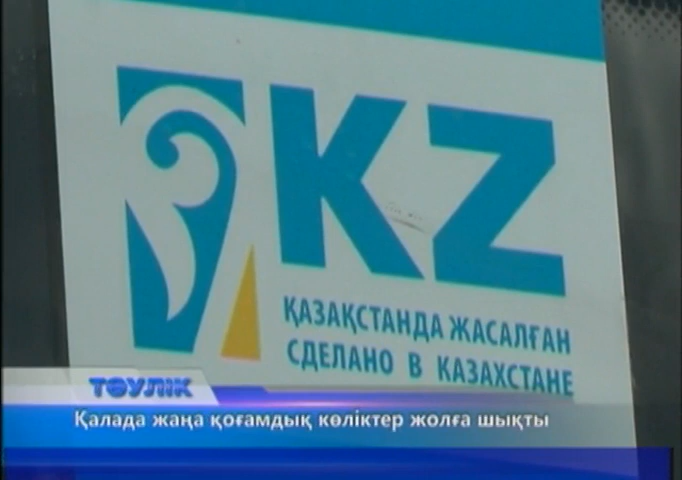 KZ
ҚАЗАҚСТАНДА ЖАСАЛҒАН
СДЕЛАНО В КАЗАХСТАНЕ
ТӘУЛІК
Қалада жаңа қоғамдық көліктер жолға шықты